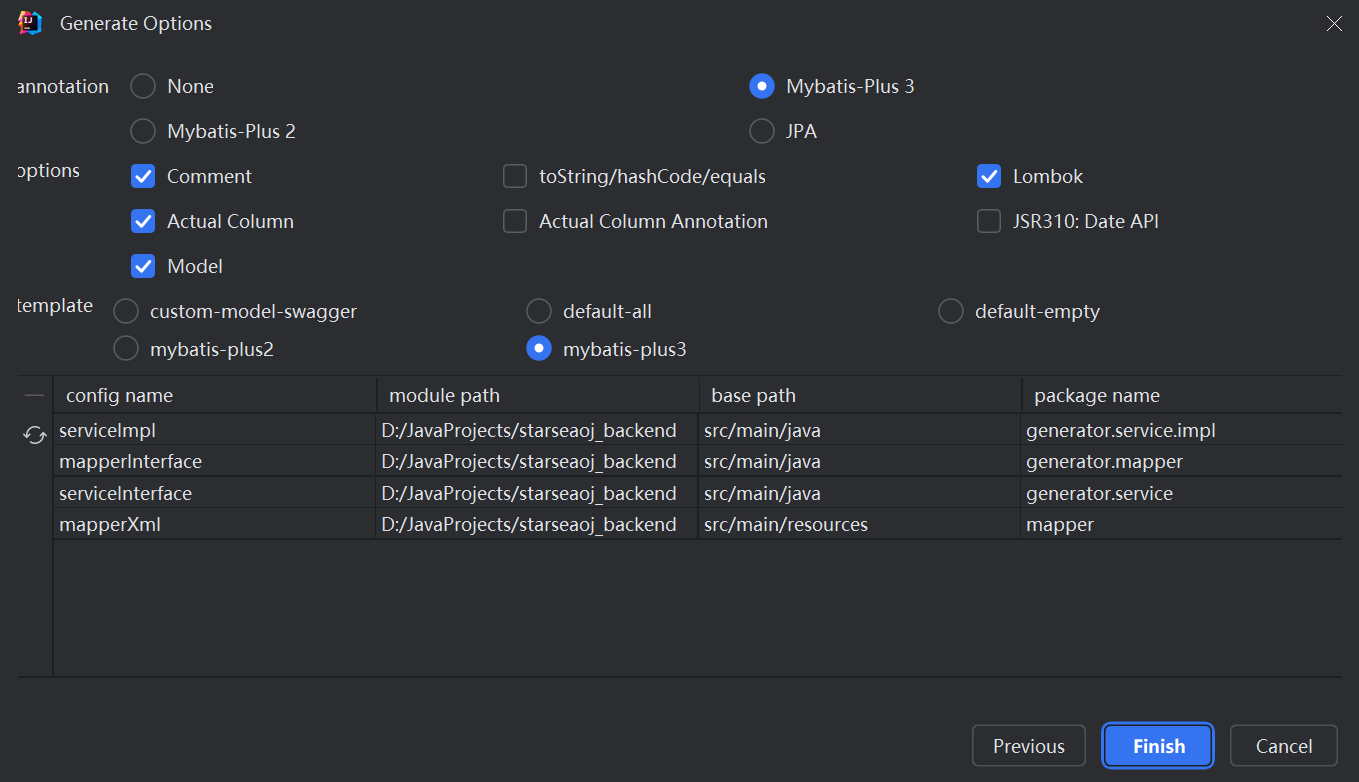 Generate Options
annotation None Mybatis-Plus 3
Mybatis-Plus 2 JPA
options Comment toString/hashCode/equals Lombok
Actual Column Actual Column Annotation JSR310: Date API
Model
template custom-model-swagger default-all default-empty
mybatis-plus2 mybatis-plus3
config name module path base path package name
serviceImpl D:/JavaProjects/starseaoj_backend src/main/java generator.service.impl
mapperInterface D:/JavaProjects/starseaoj_backend src/main/java generator.mapper
serviceInterface D:/JavaProjects/starseaoj_backend src/main/java generator.service
mapperXml D:/JavaProjects/starseaoj_backend src/main/resources mapper
Previous Finish Cancel